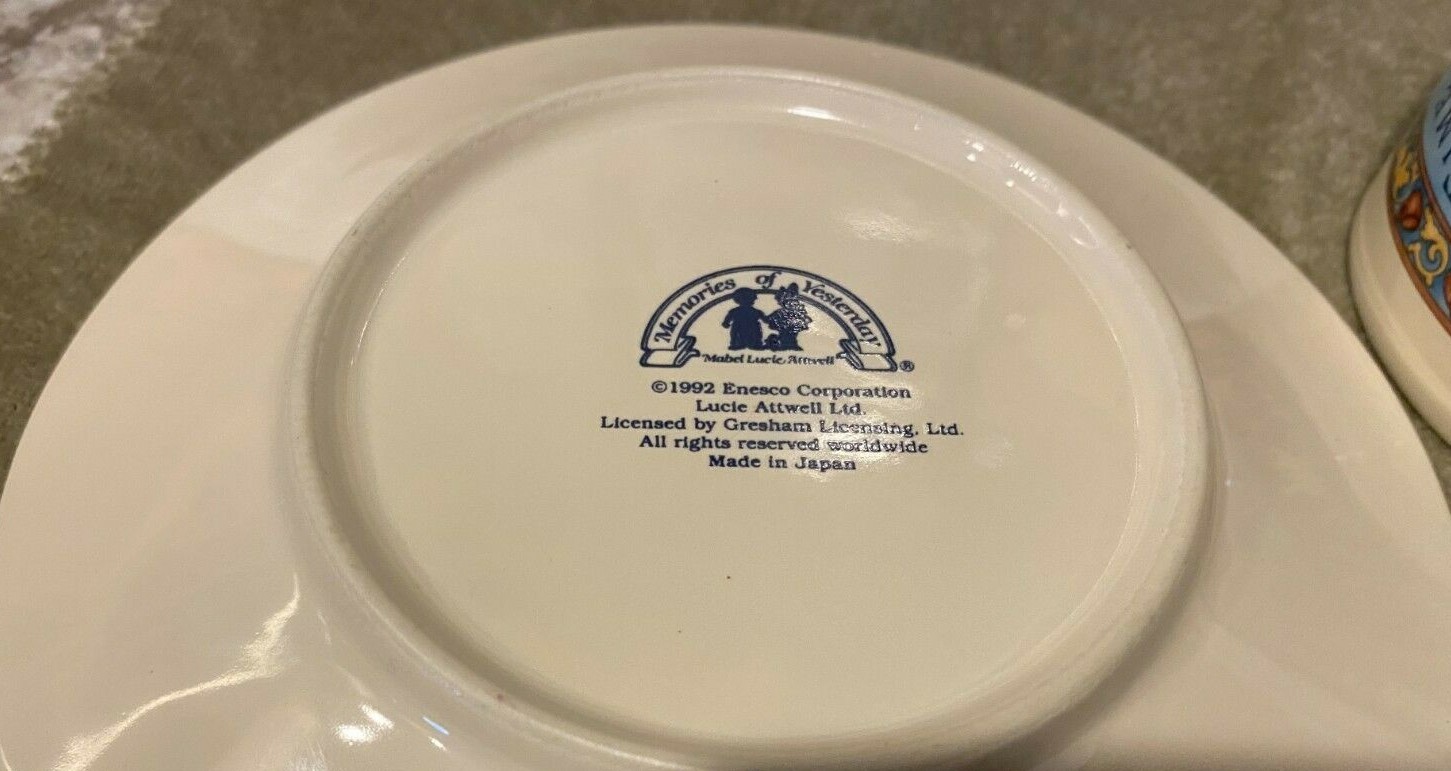 Memories of Yesterday
Mabel Lucie Attwell ®
©1992 Enesco Corporation
Lucie Attwell Ltd.
Licensed by Gresham Licensing, Ltd.
All rights reserved worldwide
Made in Japan